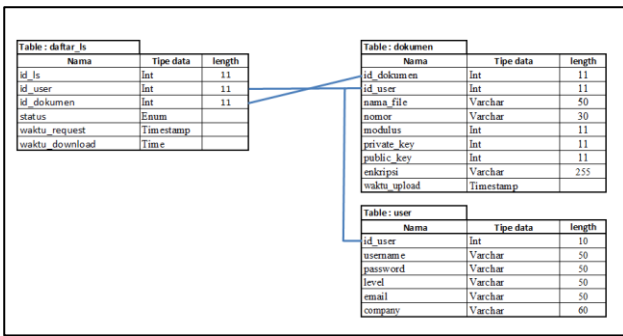 Table : daftar_ls
Nama Tipe data length
id_ls Int 11
id_user Int 11
id_dokumen Int 11
status Enum
waktu_request Timestamp
waktu_download Time
Table : dokumen
Nama Tipe data length
id_dokumen Int 11
id_user Int 11
nama_file Varchar 50
nomor Varchar 30
modulus Int 11
private_key Int 11
public_key Int 11
enkripsi Varchar 255
waktu_upload Timestamp
Table : user
Nama Tipe data length
id_user Int 10
username Varchar 50
password Varchar 50
level Varchar 50
email Varchar 50
company Varchar 60